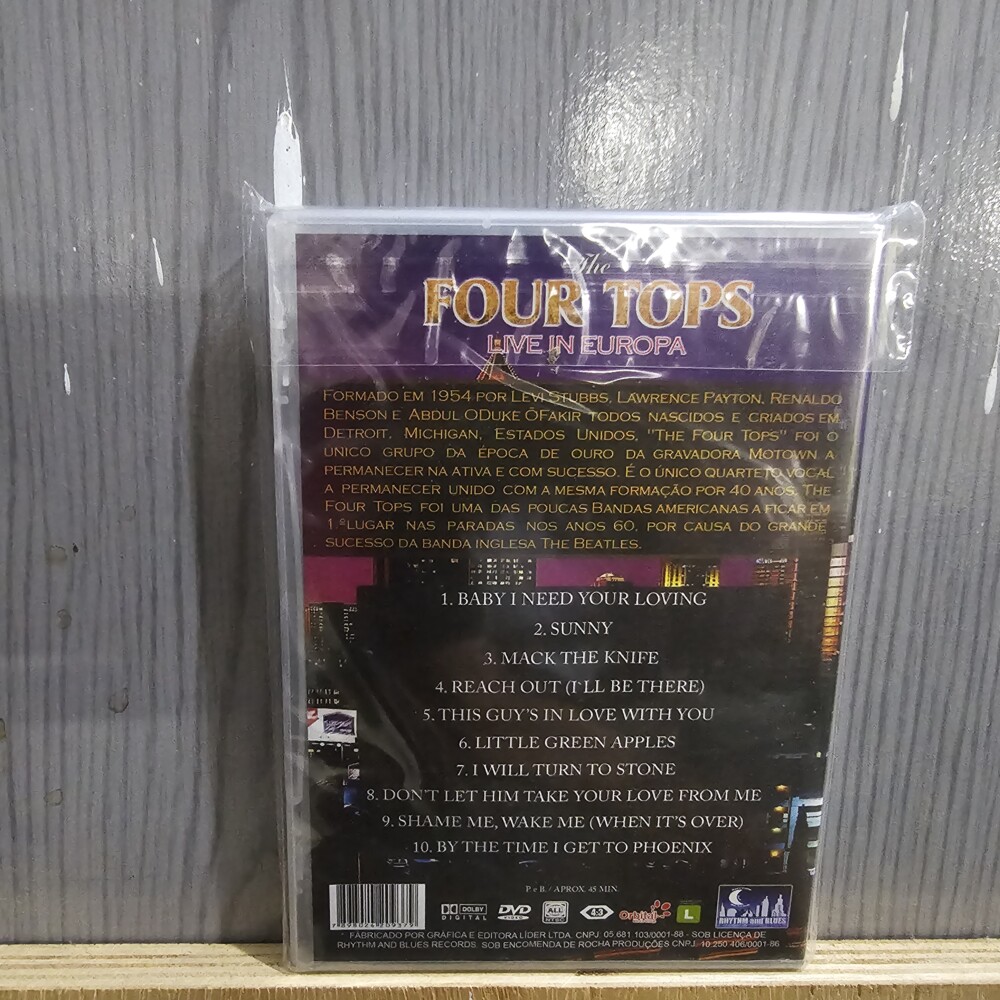 The
FOUR TOPS
LIVE IN EUROPA
FORMADO EM 1954 POR LEVI STUBBS, LAWRENCE PAYTON, RENALDO
BENSON E ABDUL ODUKE ÕFAKIR TODOS NASCIDOS E CRIADOS EM
DETROIT, MICHIGAN, ESTADOS UNIDOS, "THE FOUR TOPS" FOI O
ÚNICO GRUPO DA ÉPOCA DE OURO DA GRAVADORA MOTOWN A
PERMANECER NA ATIVA E COM SUCESSO. É O ÚNICO QUARTETO VOCAL
A PERMANECER UNIDO COM A MESMA FORMAÇÃO POR 40 ANOS. THE
FOUR TOPS FOI UMA DAS POUCAS BANDAS AMERICANAS A FICAR EM
1.º LUGAR NAS PARADAS NOS ANOS 60, POR CAUSA DO GRANDE
SUCESSO DA BANDA INGLESA THE BEATLES.
1. BABY I NEED YOUR LOVING
2. SUNNY
3. MACK THE KNIFE
4. REACH OUT (I'LL BE THERE)
5. THIS GUY'S IN LOVE WITH YOU
6. LITTLE GREEN APPLES
7. I WILL TURN TO STONE
8. DON'T LET HIM TAKE YOUR LOVE FROM ME
9. SHAME ME, WAKE ME (WHEN IT'S OVER)
10. BY THE TIME I GET TO PHOENIX
P e B. / APROX. 45 MIN.
7898024209379
DOLBY DIGITAL
DVD VIDEO
ALL NTSC
4:3
Orbital
L
RHYTHM and BLUES
FABRICADO POR GRÁFICA E EDITORA LÍDER LTDA. CNPJ. 05.681.103/0001-88 - SOB LICENÇA DE
RHYTHM AND BLUES RECORDS. SOB ENCOMENDA DE ROCHA PRODUÇÕES CNPJ. 10.250.406/0001-86